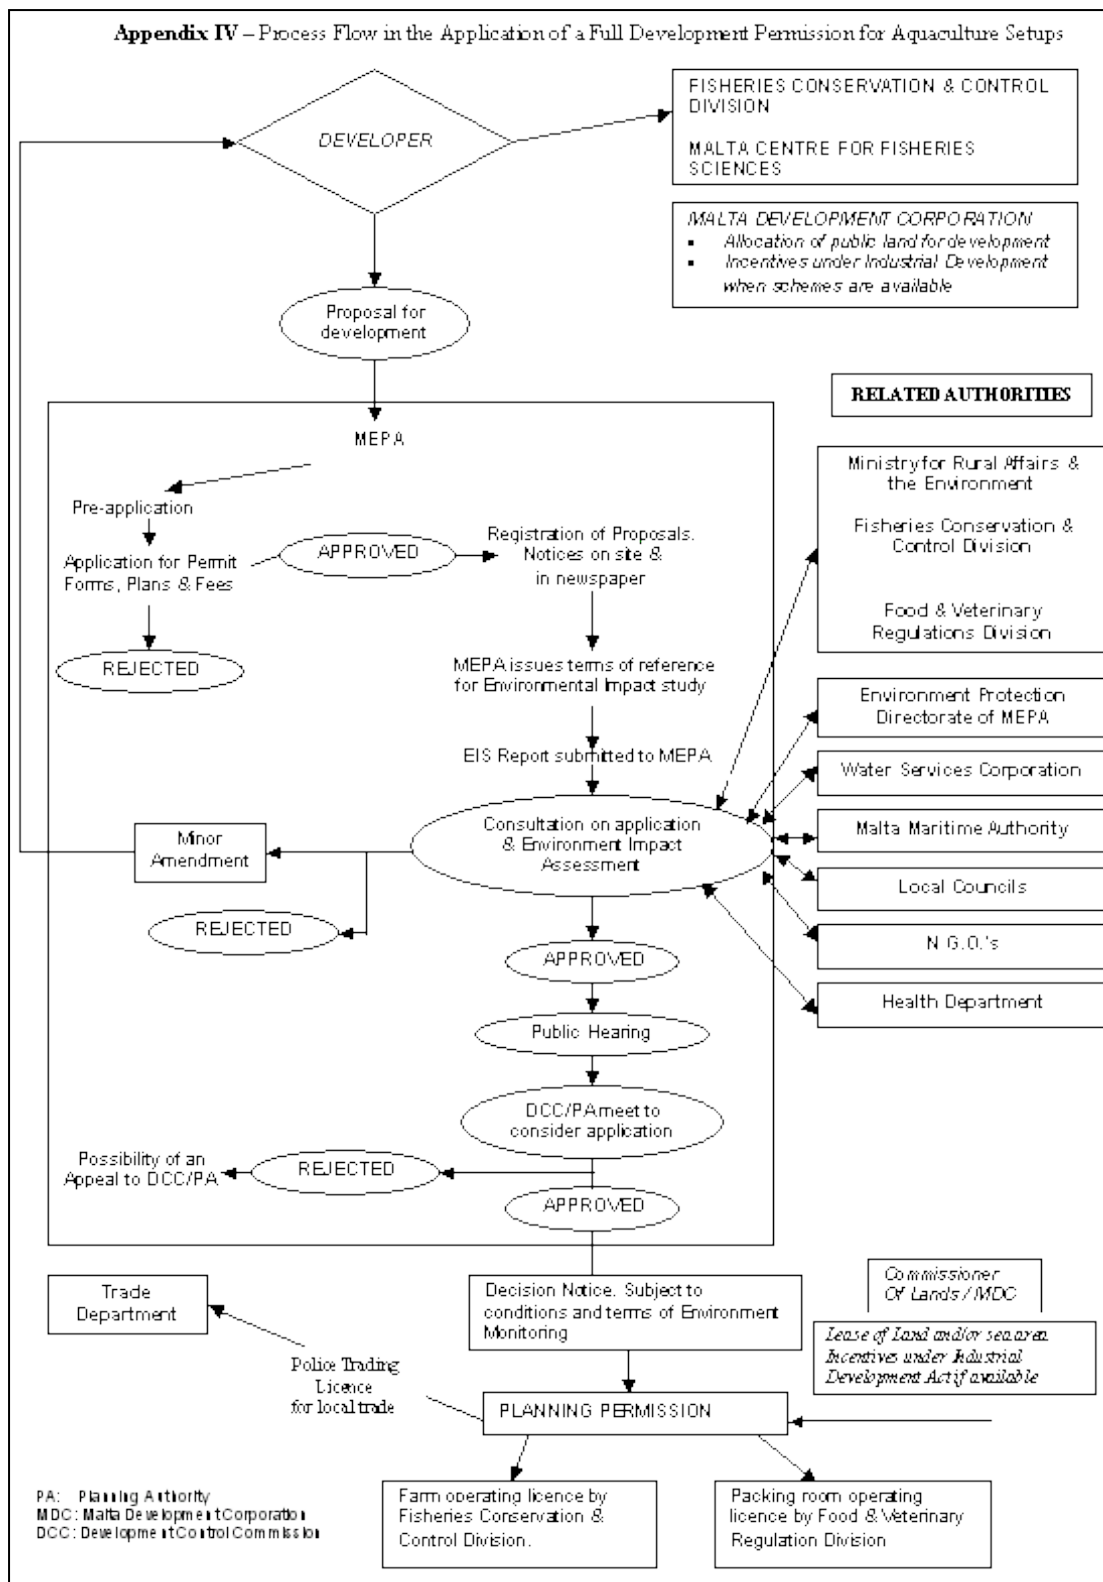 Appendix IV – Process Flow in the Application of a Full Development Permission for Aquaculture Setups
DEVELOPER
FISHERIES CONSERVATION & CONTROL
DIVISION
MALTA CENTRE FOR FISHERIES
SCIENCES
MALTA DEVELOPMENT CORPORATION
▪ Allocation of public land for development
▪ Incentives under Industrial Development
when schemes are available
Proposal for
development
RELATED AUTHORITIES
MEPA
Pre-application
Application for Permit
Forms, Plans & Fees
APPROVED
Registration of Proposals.
Notices on site &
in newspaper
REJECTED
MEPA issues terms of reference
for Environmental Impact study
EIS Report submitted to MEPA
Ministry for Rural Affairs &
the Environment
Fisheries Conservation &
Control Division
Food & Veterinary
Regulations Division
Environment Protection
Directorate of MEPA
Water Services Corporation
Malta Maritime Authority
Local Councils
N.G.O.'s
Health Department
Consultation on application
& Environment Impact
Assessment
Minor
Amendment
REJECTED
APPROVED
Public Hearing
DCC/PA meet to
consider application
Possibility of an
Appeal to DCC/PA
REJECTED
APPROVED
Trade
Department
Decision Notice. Subject to
conditions and terms of Environment
Monitoring
Commissioner
Of Lands / MDC
Lease of Land and/or sea area
Incentives under Industrial
Development Act if available
Police Trading
Licence
for local trade
PLANNING PERMISSION
PA: Planning Authority
MDC: Malta Development Corporation
DCC: Development Control Commission
Farm operating licence by
Fisheries Conservation &
Control Division.
Packing room operating
licence by Food & Veterinary
Regulation Division